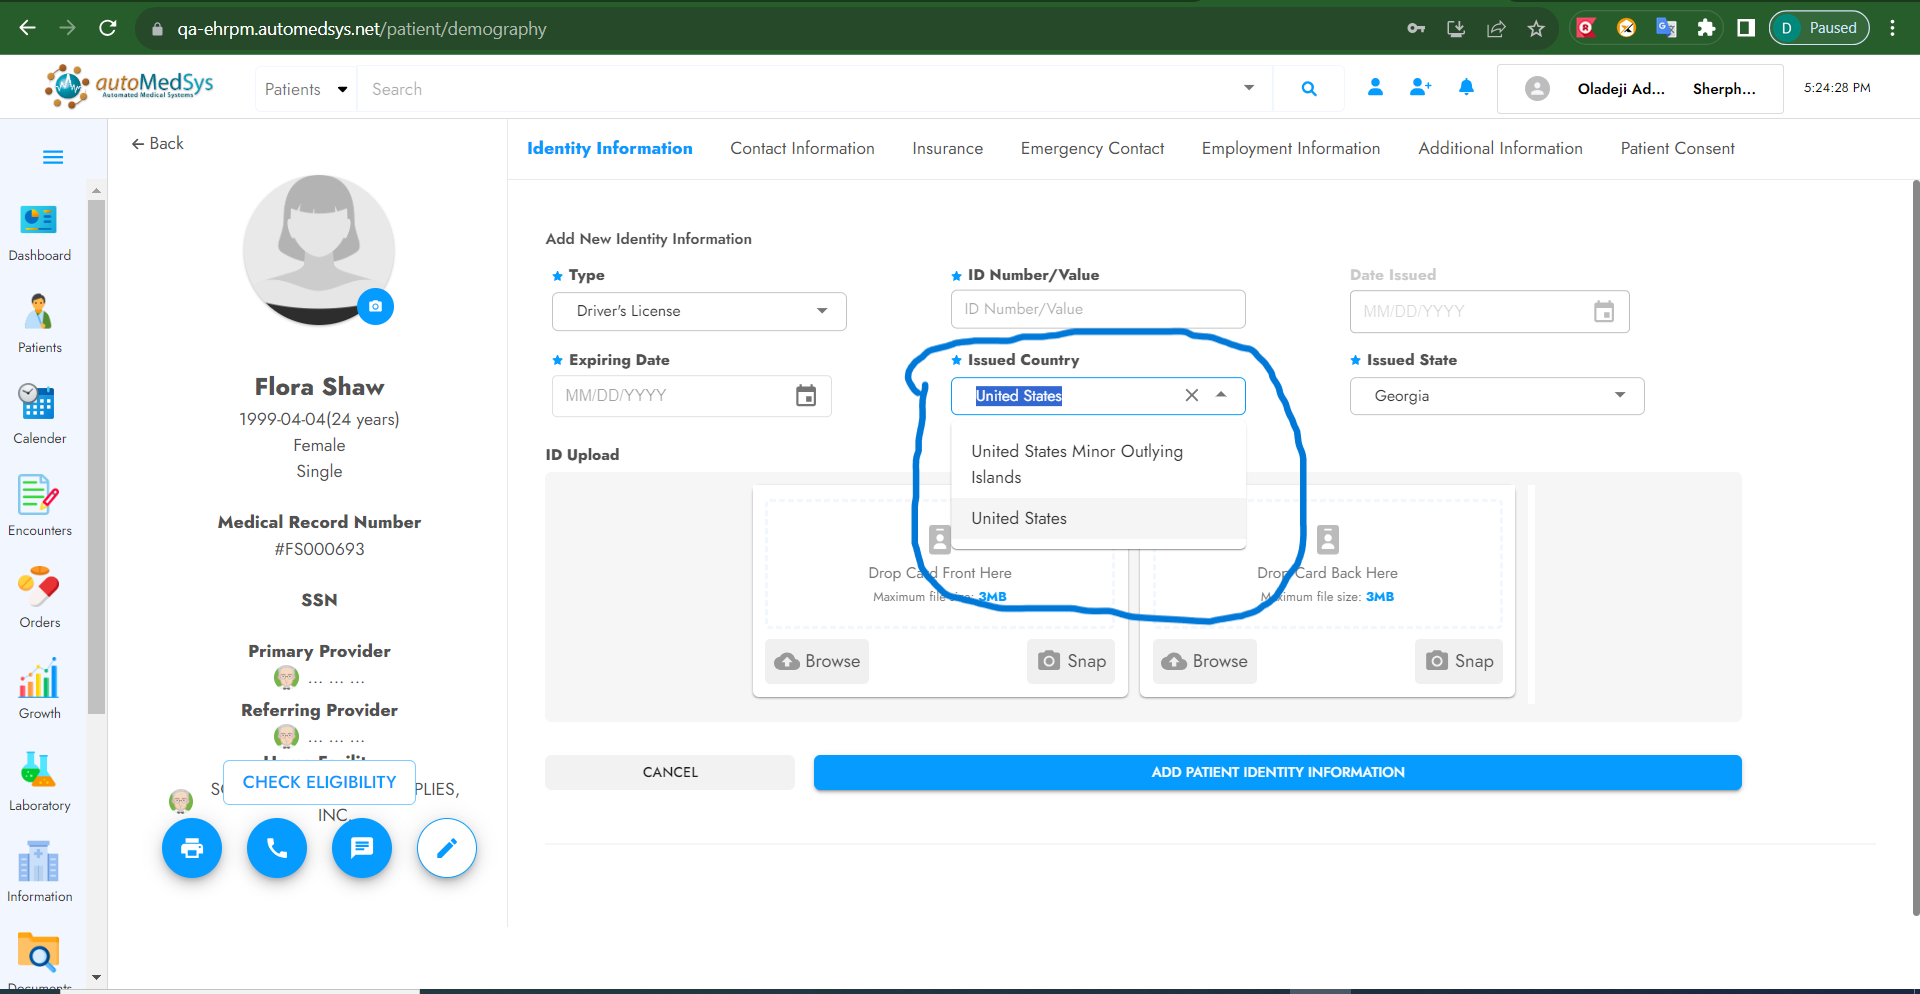 qa-ehrpm.automedsys.net/patient/demography
D Paused
autoMedSys
Automated Medical Systems
Patients Search
Oladeji Ad... Sherph... 5:24:28 PM
Back
Identity Information Contact Information Insurance Emergency Contact Employment Information Additional Information Patient Consent
Dashboard
Patients
Calender
Encounters
Orders
Growth
Laboratory
Information
Flora Shaw
1999-04-04(24 years)
Female
Single
Medical Record Number
#FS000693
SSN
Primary Provider
... ... ...
Referring Provider
... ... ...
CHECK ELIGIBILITY
PLIES,
INC.
Add New Identity Information
Type
Driver's License
ID Number/Value
ID Number/Value
Date Issued
MM/DD/YYYY
Expiring Date
MM/DD/YYYY
Issued Country
United States
United States Minor Outlying
Islands
United States
Issued State
Georgia
ID Upload
Drop Card Front Here
Maximum file size: 3MB
Browse Snap
Drop Card Back Here
Maximum file size: 3MB
Browse Snap
CANCEL ADD PATIENT IDENTITY INFORMATION